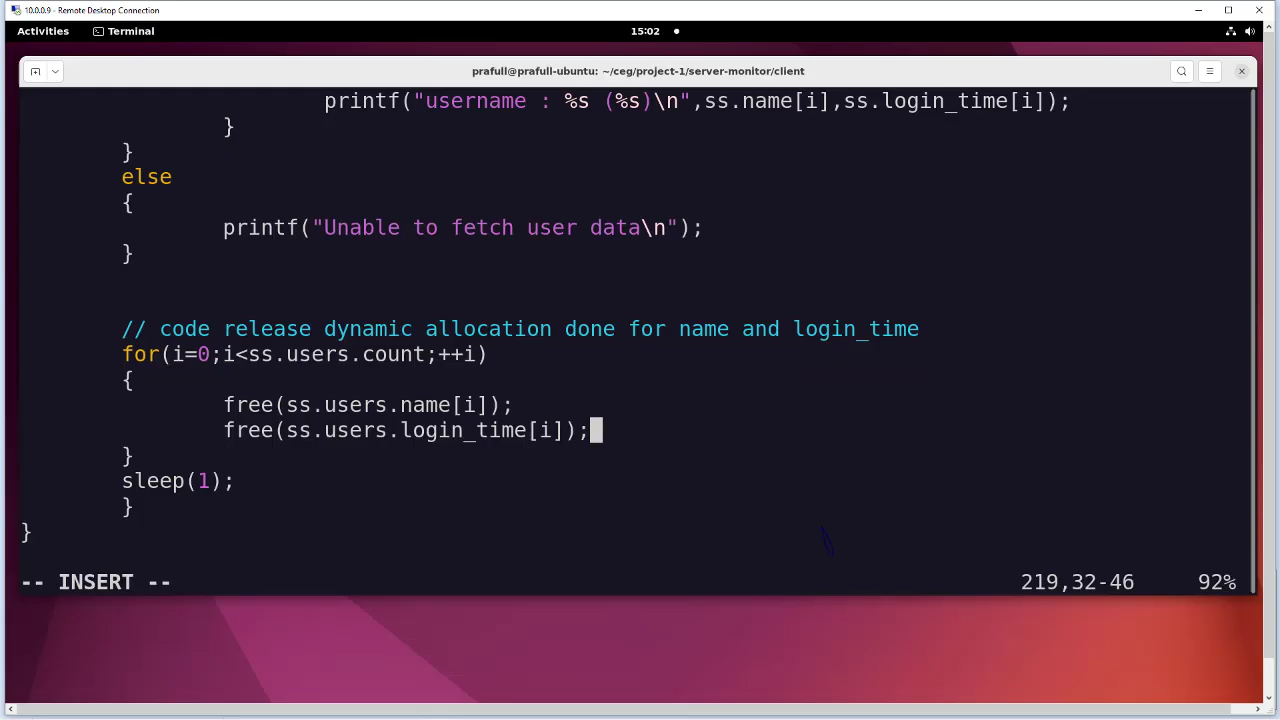 10.0.0.9 - Remote Desktop Connection
Activities Terminal 15:02
prafull@prafull-ubuntu: ~/ceg/project-1/server-monitor/client
printf("username : %s (%s)\n",ss.name[i],ss.login_time[i]);
}
}
else
{
printf("Unable to fetch user data\n");
}
// code release dynamic allocation done for name and login_time
for(i=0;i<ss.users.count;++i)
{
free(ss.users.name[i]);
free(ss.users.login_time[i]);
}
sleep(1);
}
}
-- INSERT -- 219,32-46 92%